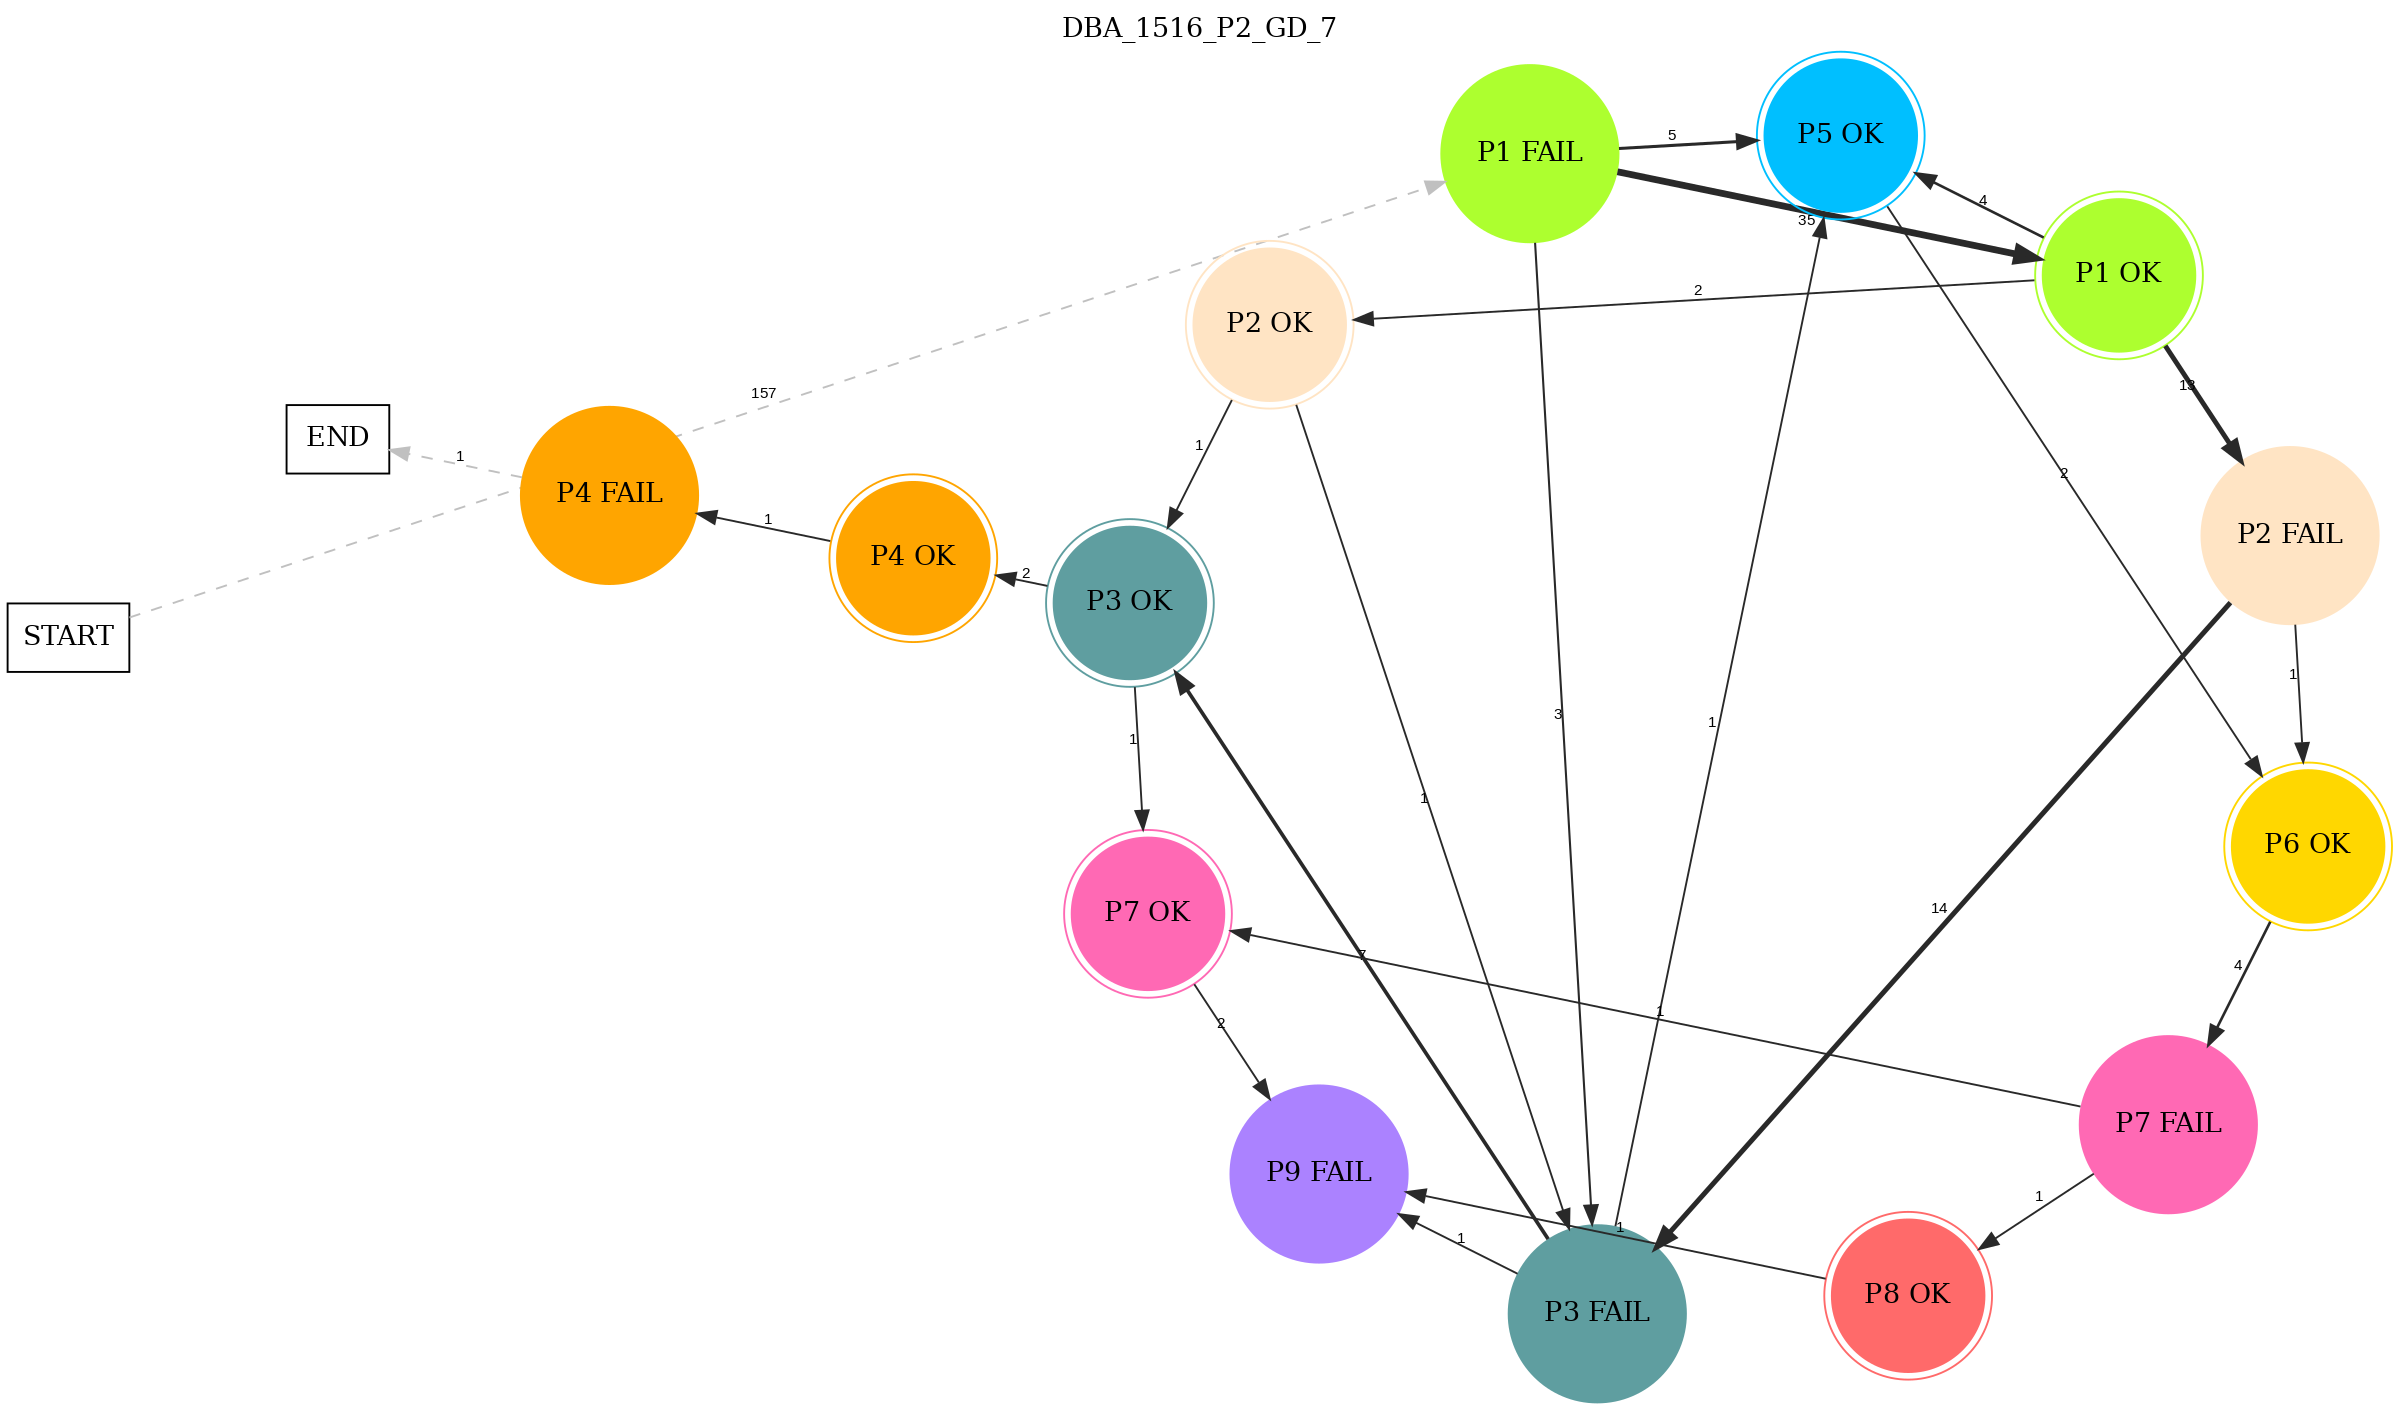 DBA_1516_P2_GD_7
P1 FAIL
5
P5 OK
4
35
P1 OK
2
P2 OK
157
13
END
1
P4 FAIL
1
P4 OK
1
2
P3 OK
2
P2 FAIL
START
1
1
3
1
1
P6 OK
P7 OK
14
7
4
1
2
P7 FAIL
P9 FAIL
1
1
1
P8 OK
P3 FAIL